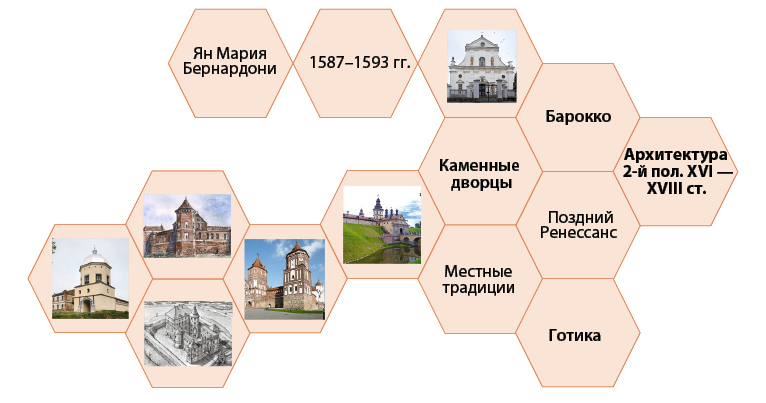 Ян Мария
Бернардони
1587–1593 гг.
Барокко
Архитектура
2-й пол. XVI —
XVIII ст.
Каменные
дворцы
Поздний
Ренессанс
Местные
традиции
Готика